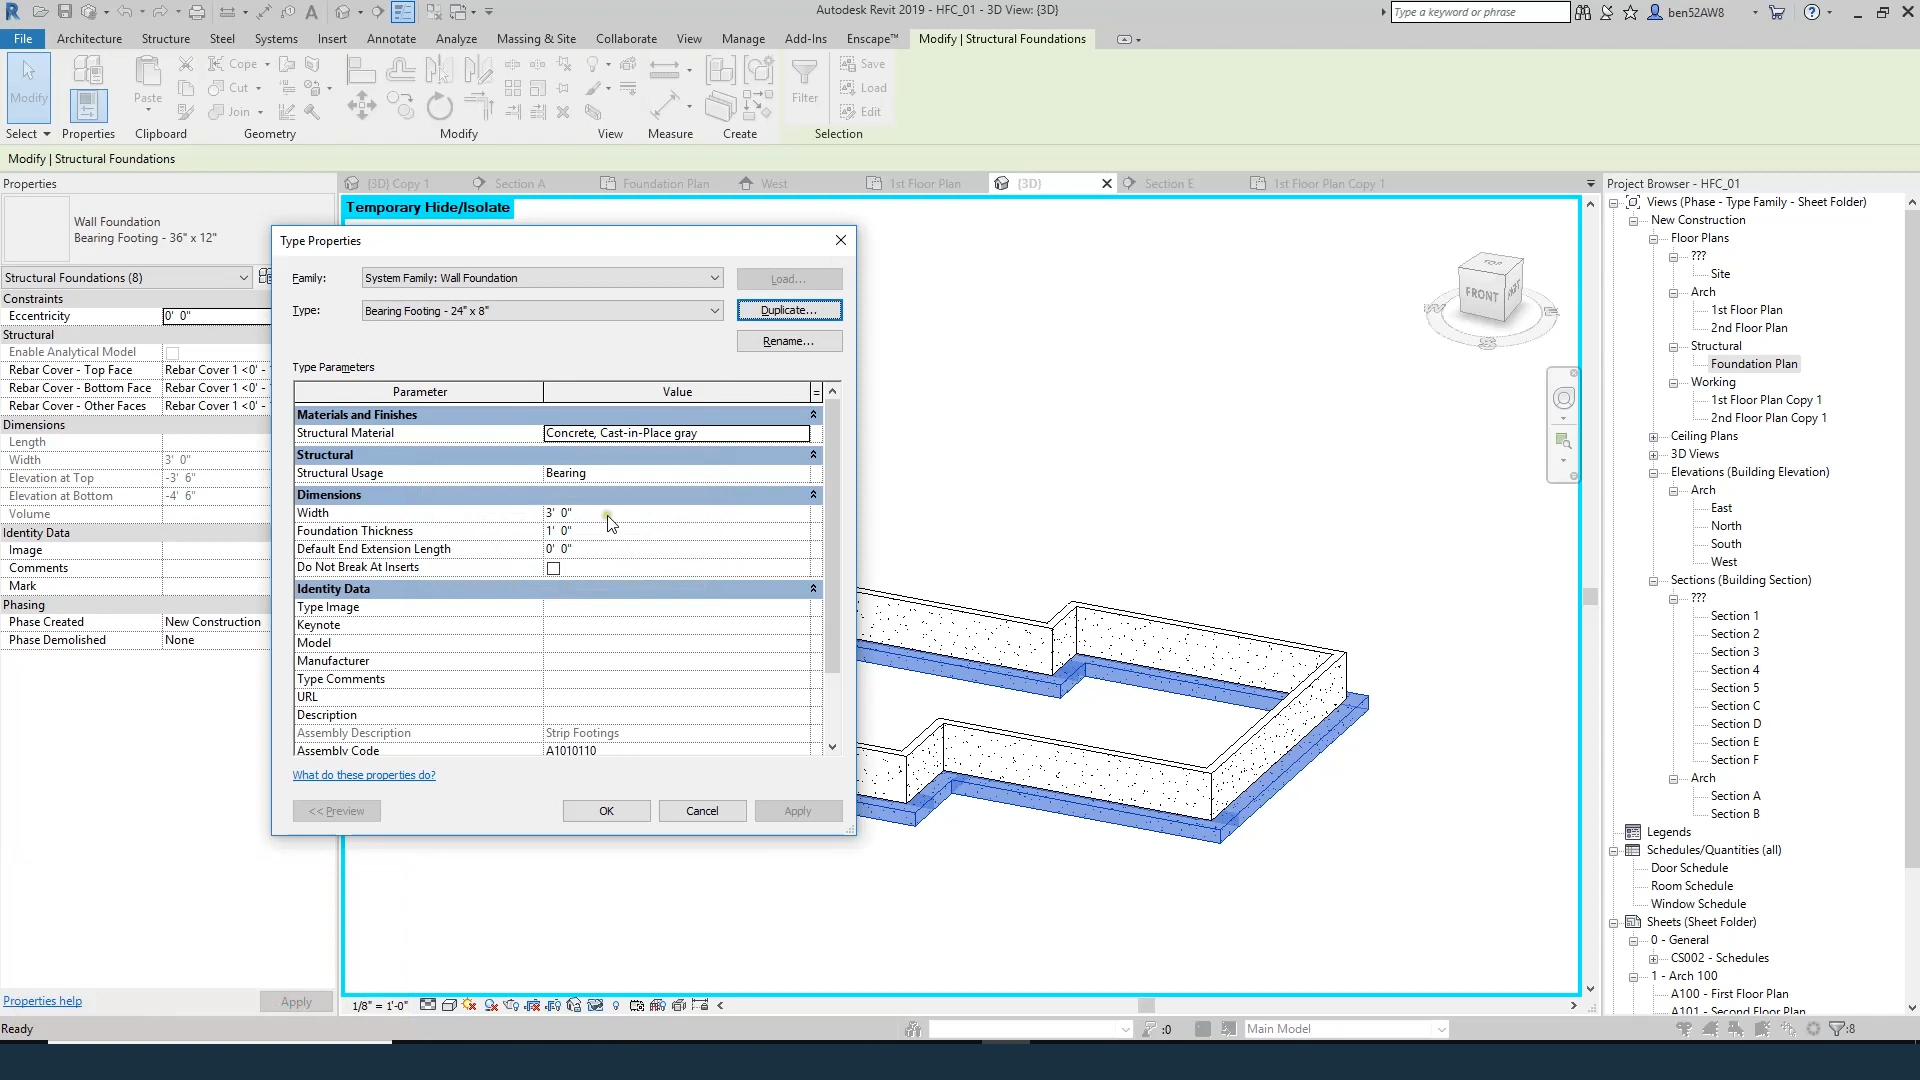 Autodesk Revit 2019 - HFC_01 - 3D View: {3D}
Type a keyword or phrase
ben52AW8
File Architecture Structure Steel Systems Insert Annotate Analyze Massing & Site Collaborate View Manage Add-Ins Enscape™ Modify | Structural Foundations
Modify
Paste
Cope
Cut
Join
Filter
Save
Load
Edit
Select Properties Clipboard Geometry Modify View Measure Create Selection
Modify | Structural Foundations
Properties
Wall Foundation
Bearing Footing - 36" x 12"
Structural Foundations (8)
Constraints
Eccentricity 0' 0"
Structural
Enable Analytical Model
Rebar Cover - Top Face Rebar Cover 1 <0' -
Rebar Cover - Bottom Face Rebar Cover 1 <0' -
Rebar Cover - Other Faces Rebar Cover 1 <0' -
Dimensions
Length
Width 3' 0"
Elevation at Top -3' 6"
Elevation at Bottom -4' 6"
Volume
Identity Data
Image
Comments
Mark
Phasing
Phase Created New Construction
Phase Demolished None
Properties help Apply
{3D} Copy 1 Section A Foundation Plan West 1st Floor Plan {3D} Section E 1st Floor Plan Copy 1
Temporary Hide/Isolate
TOP
FRONT
Type Properties
Family: System Family: Wall Foundation Load...
Type: Bearing Footing - 24" x 8" Duplicate...
Rename...
Type Parameters
Parameter Value =
Materials and Finishes
Structural Material Concrete, Cast-in-Place gray
Structural
Structural Usage Bearing
Dimensions
Width 3' 0"
Foundation Thickness 1' 0"
Default End Extension Length 0' 0"
Do Not Break At Inserts
Identity Data
Type Image
Keynote
Model
Manufacturer
Type Comments
URL
Description
Assembly Description Strip Footings
Assembly Code A1010110
What do these properties do?
<< Preview OK Cancel Apply
1/8" = 1'-0"
Project Browser - HFC_01
Views (Phase - Type Family - Sheet Folder)
New Construction
Floor Plans
???
Site
Arch
1st Floor Plan
2nd Floor Plan
Structural
Foundation Plan
Working
1st Floor Plan Copy 1
2nd Floor Plan Copy 1
Ceiling Plans
3D Views
Elevations (Building Elevation)
Arch
East
North
South
West
Sections (Building Section)
???
Section 1
Section 2
Section 3
Section 4
Section 5
Section C
Section D
Section E
Section F
Arch
Section A
Section B
Legends
Schedules/Quantities (all)
Door Schedule
Room Schedule
Window Schedule
Sheets (Sheet Folder)
0 - General
CS002 - Schedules
1 - Arch 100
A100 - First Floor Plan
A101 - Second Floor Plan
Ready
:0
Main Model
:8